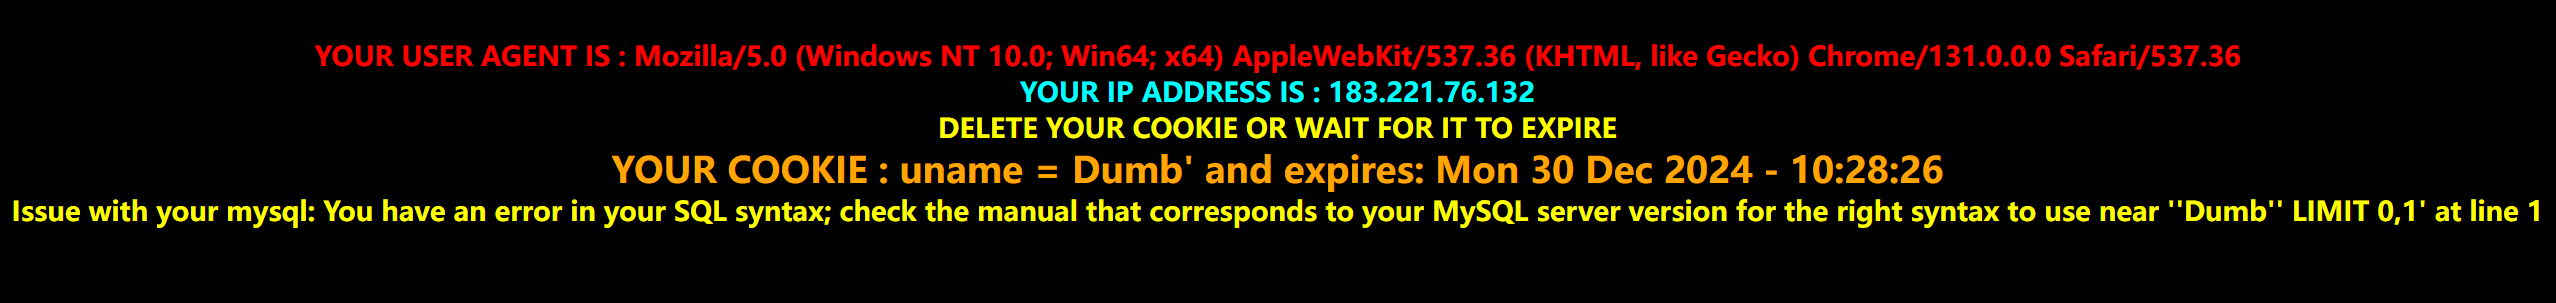 YOUR USER AGENT IS : Mozilla/5.0 (Windows NT 10.0; Win64; x64) AppleWebKit/537.36 (KHTML, like Gecko) Chrome/131.0.0.0 Safari/537.36
YOUR IP ADDRESS IS : 183.221.76.132
DELETE YOUR COOKIE OR WAIT FOR IT TO EXPIRE
YOUR COOKIE : uname = Dumb' and expires: Mon 30 Dec 2024 - 10:28:26
Issue with your mysql: You have an error in your SQL syntax; check the manual that corresponds to your MySQL server version for the right syntax to use near ''Dumb'' LIMIT 0,1' at line 1